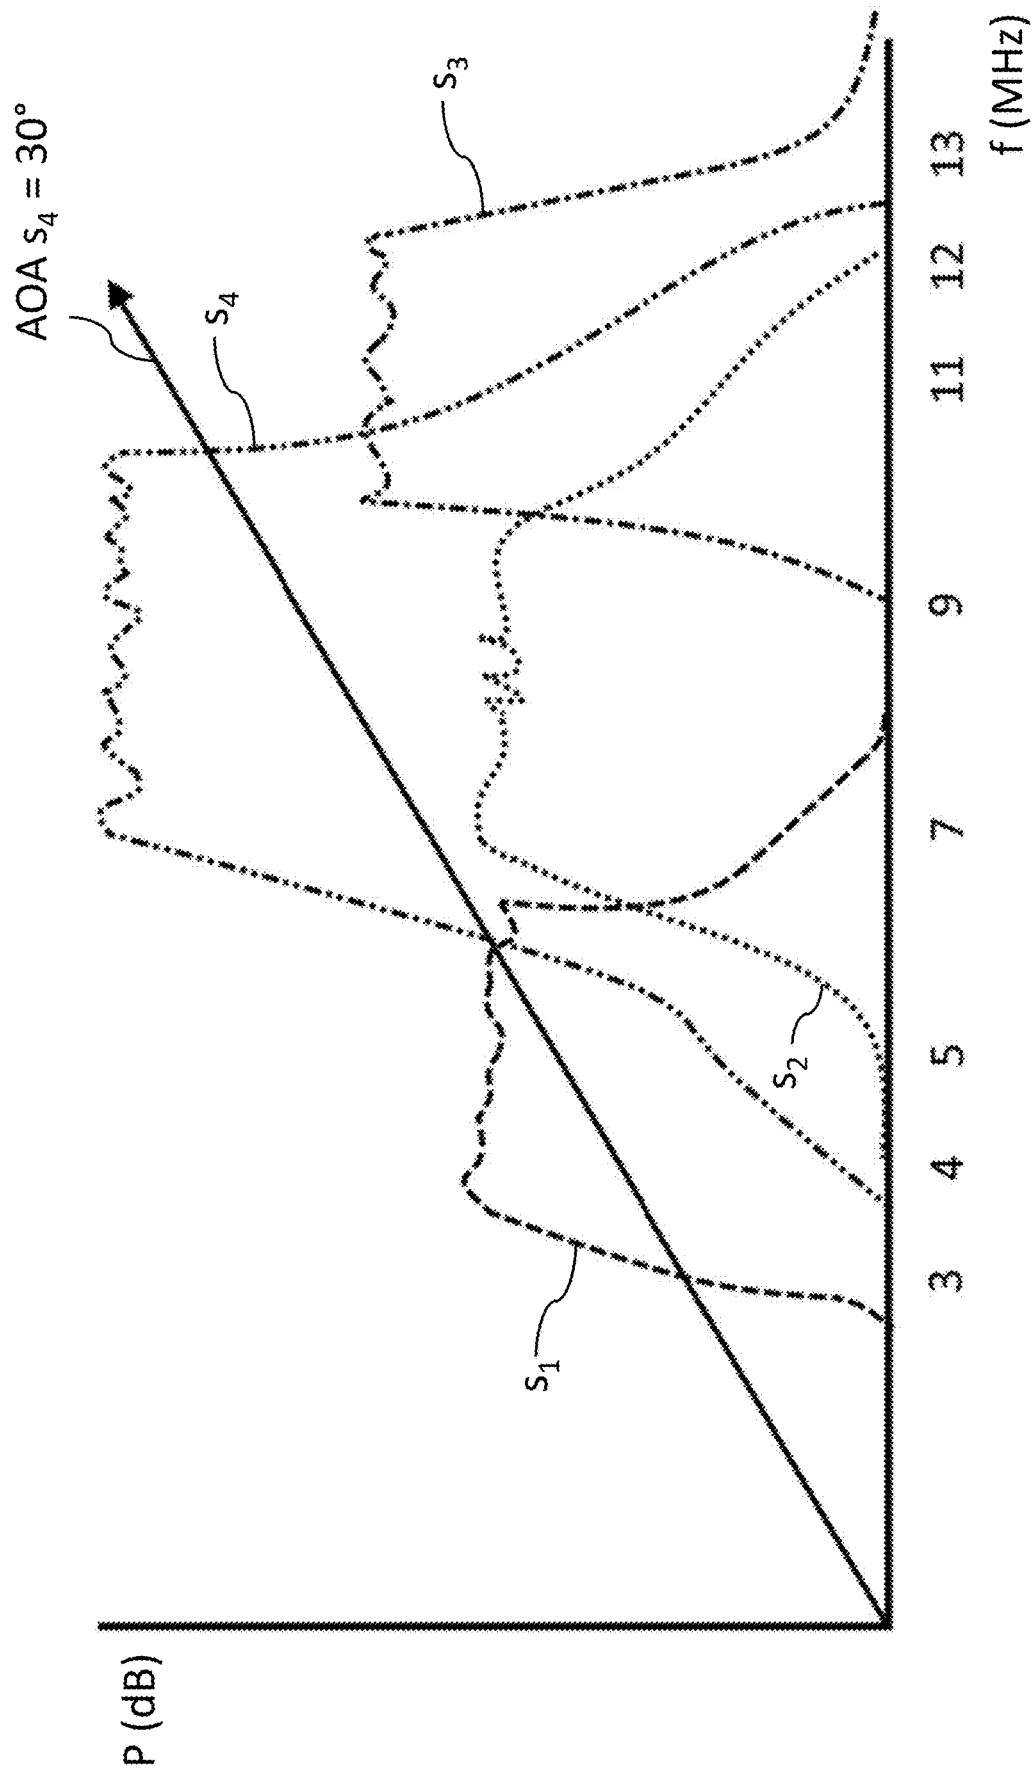 P (dB)
AOA s₄ = 30°
s₄
s₃
s₁
s₂
3 4 5 7 9 11 12 13
f (MHz)